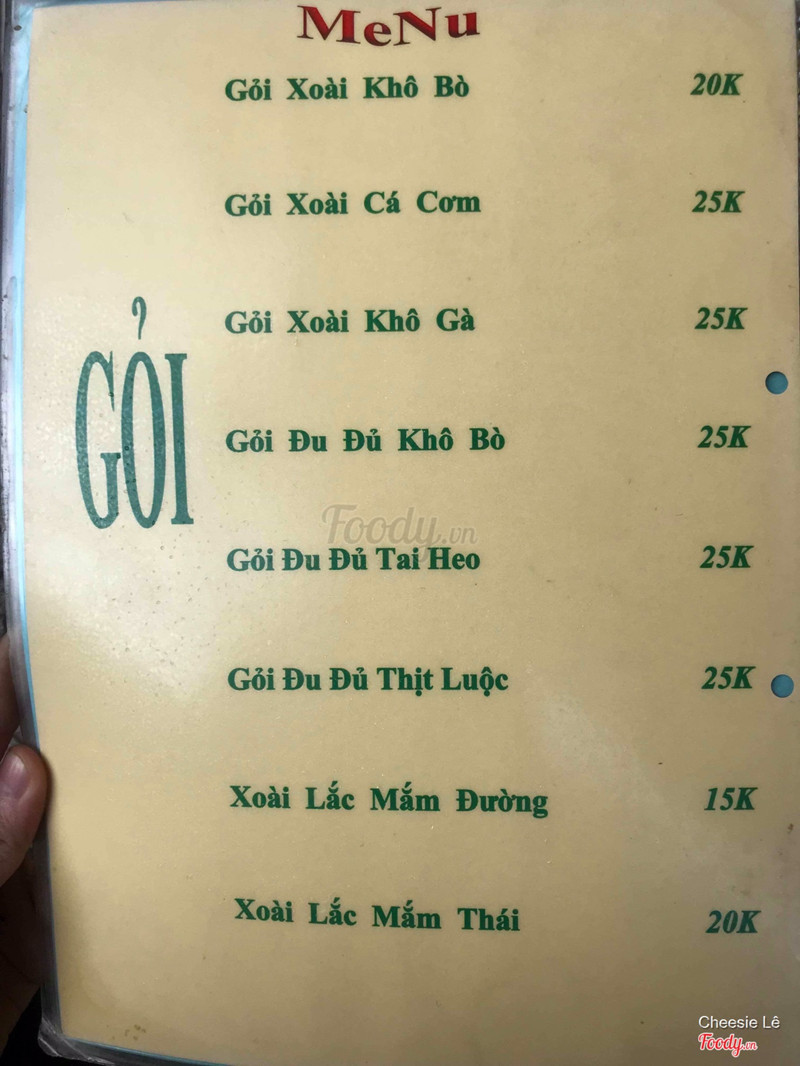 MeNu
Gỏi Xoài Khô Bò 20K
Gỏi Xoài Cá Cơm 25K
Gỏi Xoài Khô Gà 25K
GỎI
Gỏi Đu Đủ Khô Bò 25K
Foody.vn
Gỏi Đu Đủ Tai Heo 25K
Gỏi Đu Đủ Thịt Luộc 25K
Xoài Lắc Mắm Đường 15K
Xoài Lắc Mắm Thái 20K
Cheesie Lê
Foody.vn